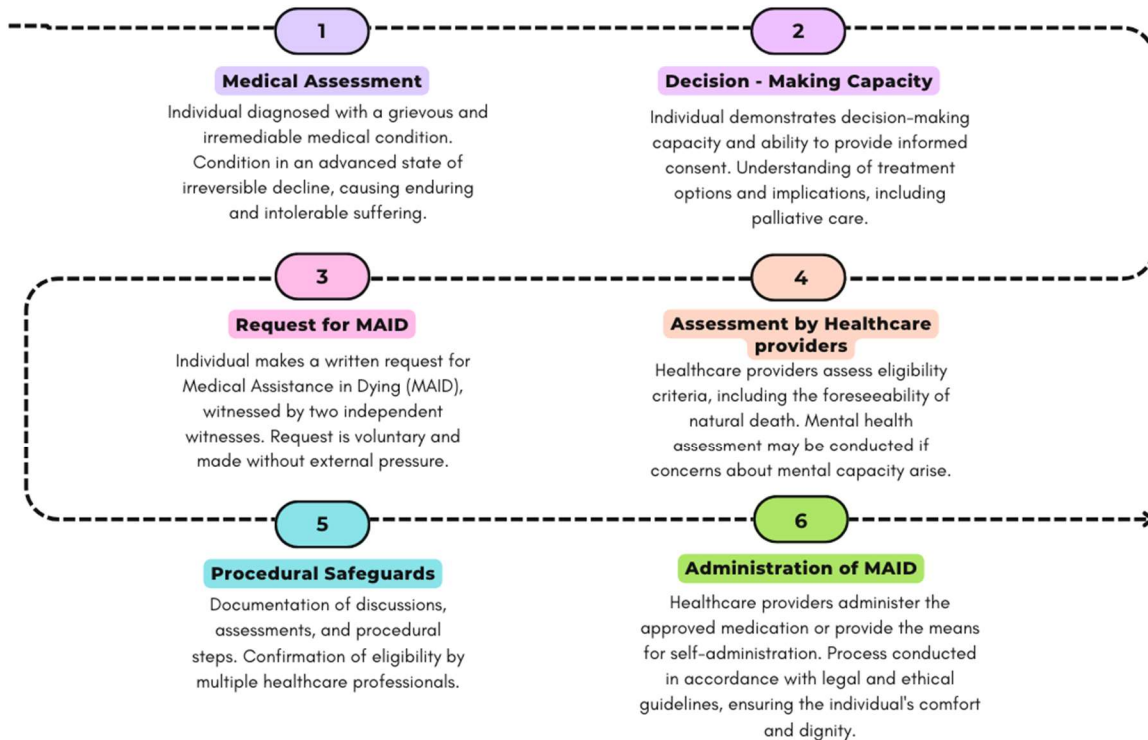 1
Medical Assessment
Individual diagnosed with a grievous and
irremediable medical condition.
Condition in an advanced state of
irreversible decline, causing enduring
and intolerable suffering.
2
Decision - Making Capacity
Individual demonstrates decision-making
capacity and ability to provide informed
consent. Understanding of treatment
options and implications, including
palliative care.
3
Request for MAID
Individual makes a written request for
Medical Assistance in Dying (MAID),
witnessed by two independent
witnesses. Request is voluntary and
made without external pressure.
4
Assessment by Healthcare
providers
Healthcare providers assess eligibility
criteria, including the foreseeability of
natural death. Mental health
assessment may be conducted if
concerns about mental capacity arise.
5
Procedural Safeguards
Documentation of discussions,
assessments, and procedural
steps. Confirmation of eligibility by
multiple healthcare professionals.
6
Administration of MAID
Healthcare providers administer the
approved medication or provide the means
for self-administration. Process conducted
in accordance with legal and ethical
guidelines, ensuring the individual's comfort
and dignity.